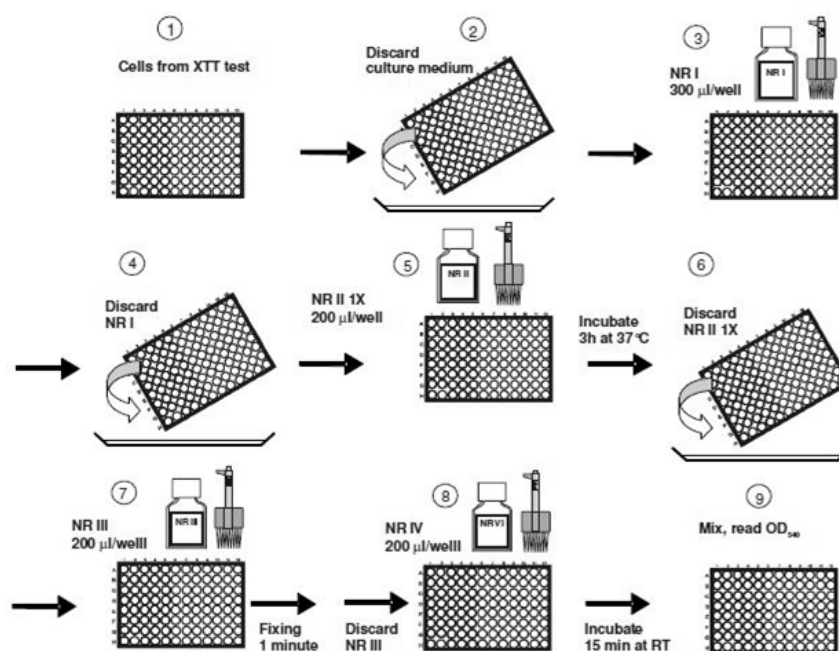 1
Cells from XTT test
2
Discard
culture medium
3
NR I
300 µl/well
NR I
4
Discard
NR I
NR II 1X
200 µl/well
5
NR II
Incubate
3h at 37°C
6
Discard
NR II 1X
7
NR III
200 µl/wellI
NR III
Fixing
1 minute
Discard
NR III
8
NR IV
200 µl/wellI
NRVI
Incubate
15 min at RT
9
Mix, read OD₅₄₀